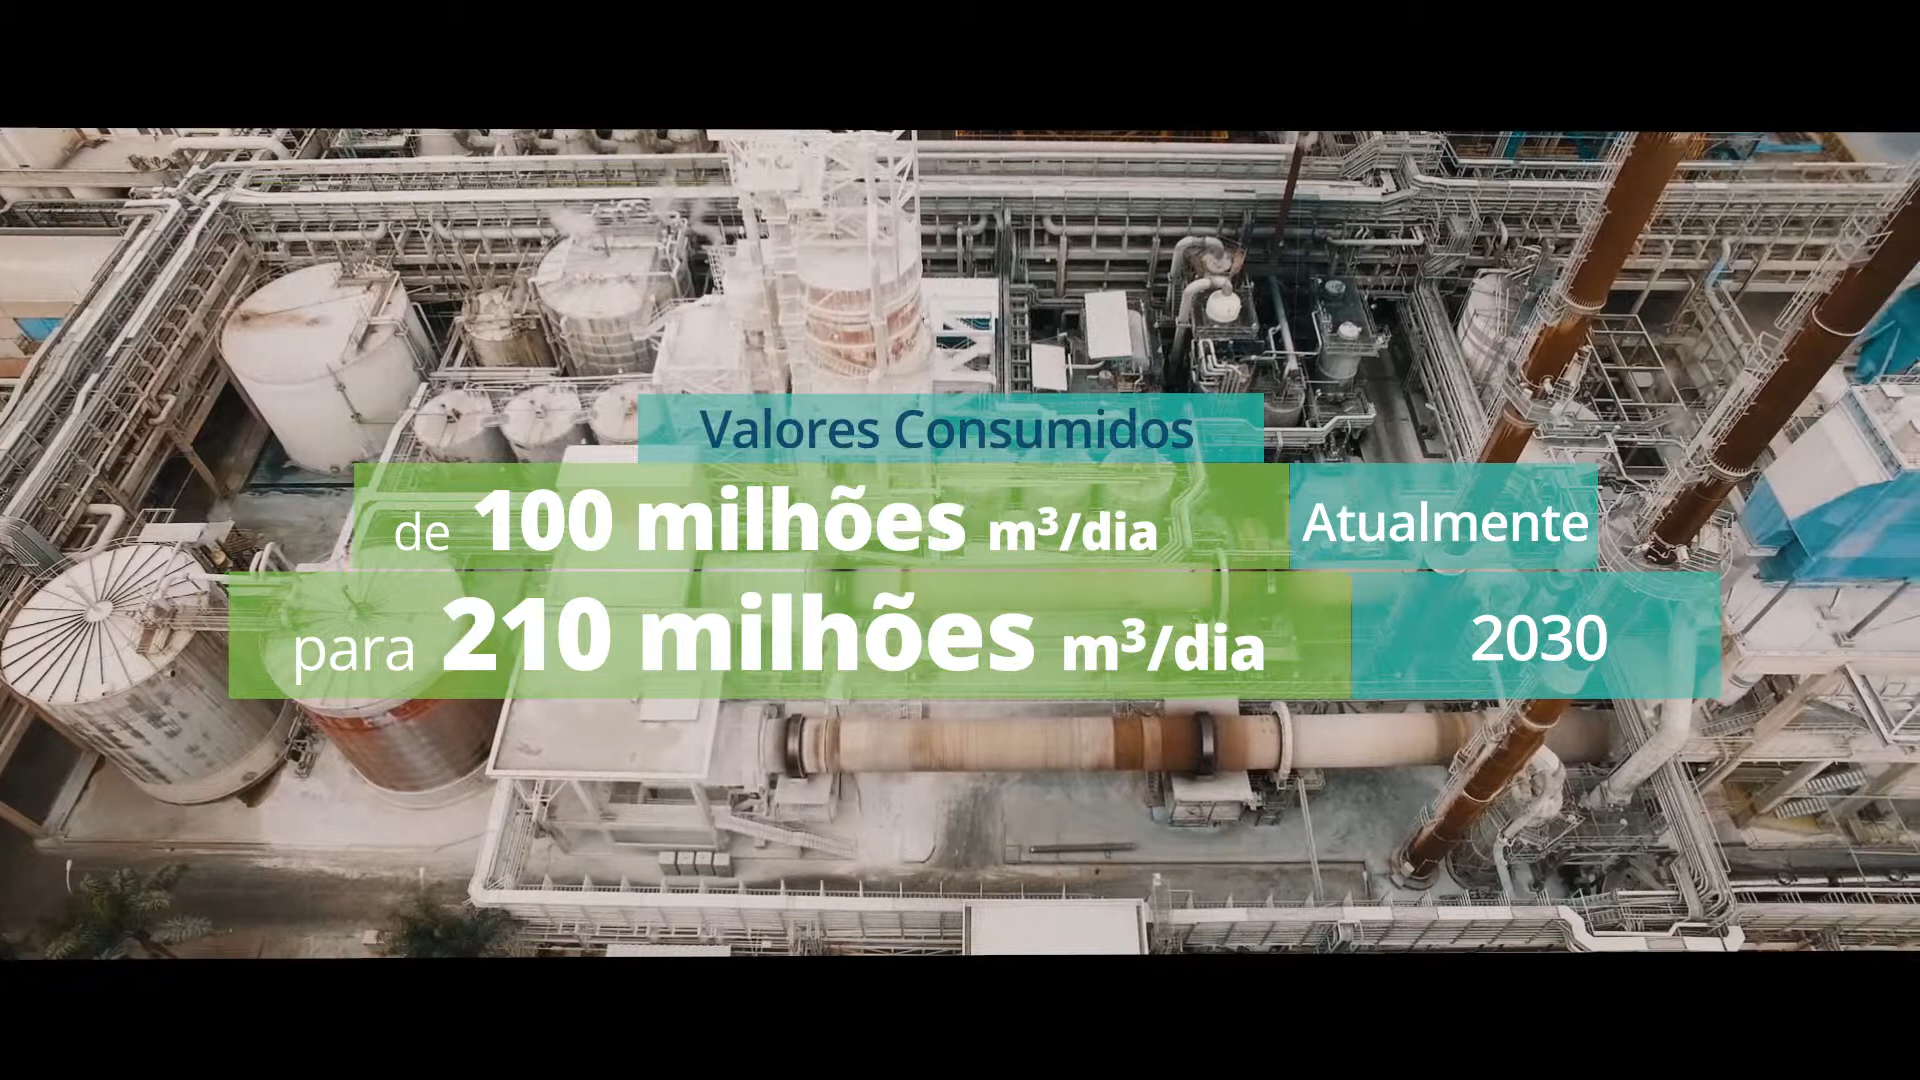 Valores Consumidos
de 100 milhões m³/dia Atualmente
para 210 milhões m³/dia 2030